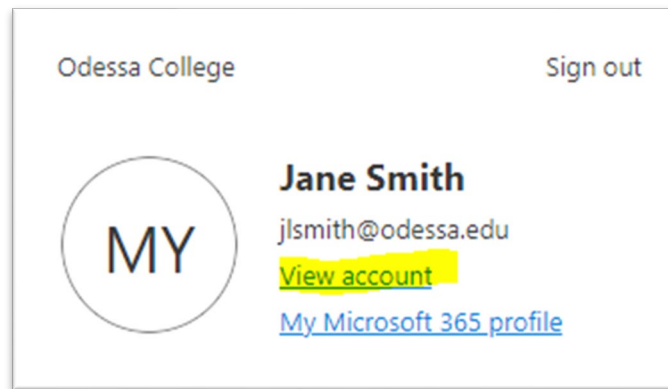 Odessa College
Sign out
MY
Jane Smith
jlsmith@odessa.edu
View account
My Microsoft 365 profile